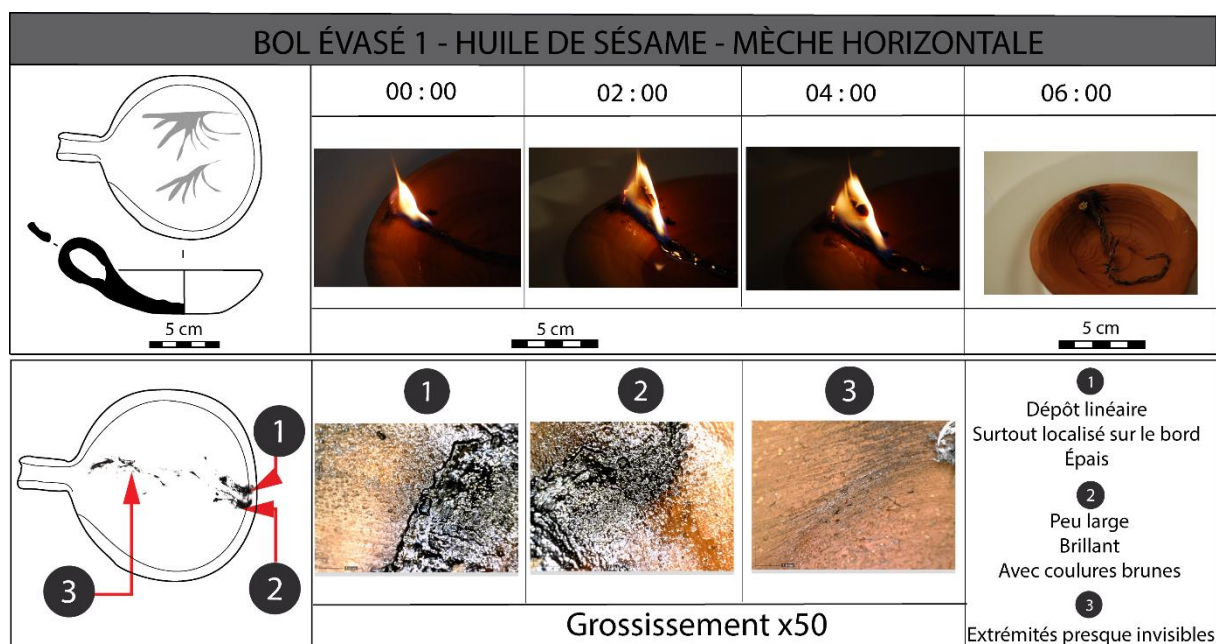 BOL ÉVASÉ 1 - HUILE DE SÉSAME - MÈCHE HORIZONTALE
00 : 00
02 : 00
04 : 00
06 : 00
5 cm
5 cm
5 cm
1
2
3
1
2
3
1
Dépôt linéaire
Surtout localisé sur le bord
Épais
2
Peu large
Brillant
Avec coulures brunes
3
Extrémités presque invisibles
Grossissement x50